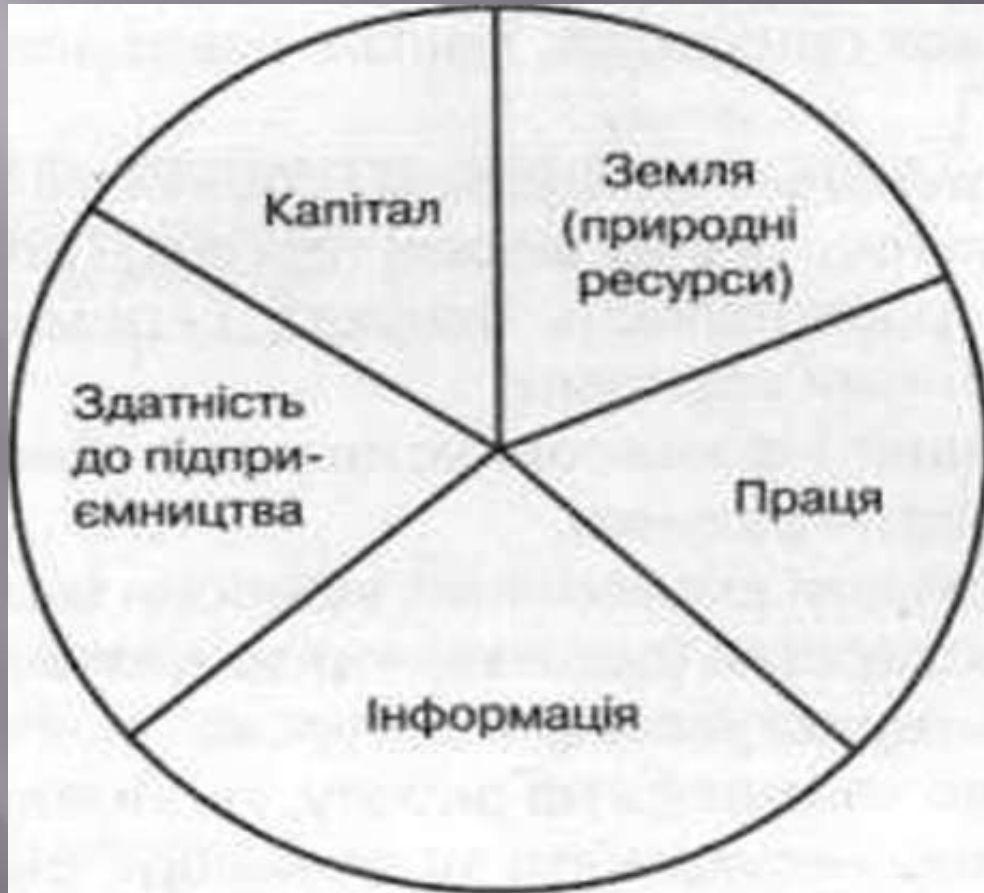 Капітал
Земля
(природні
ресурси)
Здатність
до підпри-
ємництва
Праця
Інформація